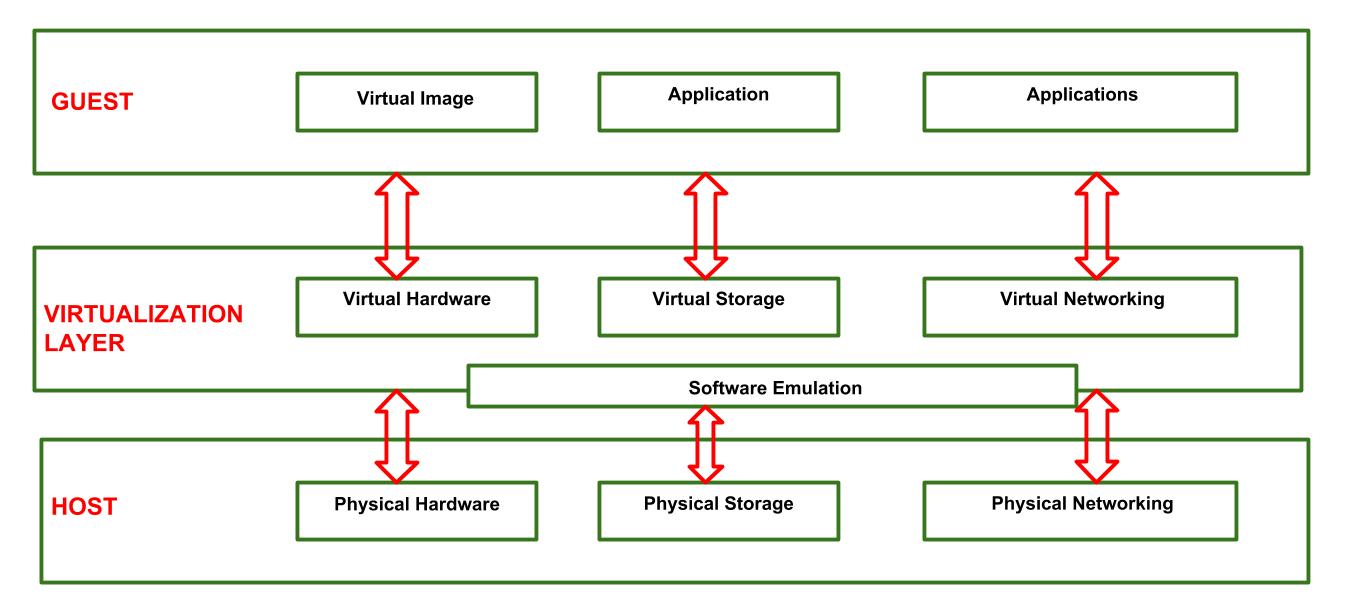 GUEST
Virtual Image
Application
Applications
VIRTUALIZATION
LAYER
Virtual Hardware
Virtual Storage
Virtual Networking
Software Emulation
HOST
Physical Hardware
Physical Storage
Physical Networking